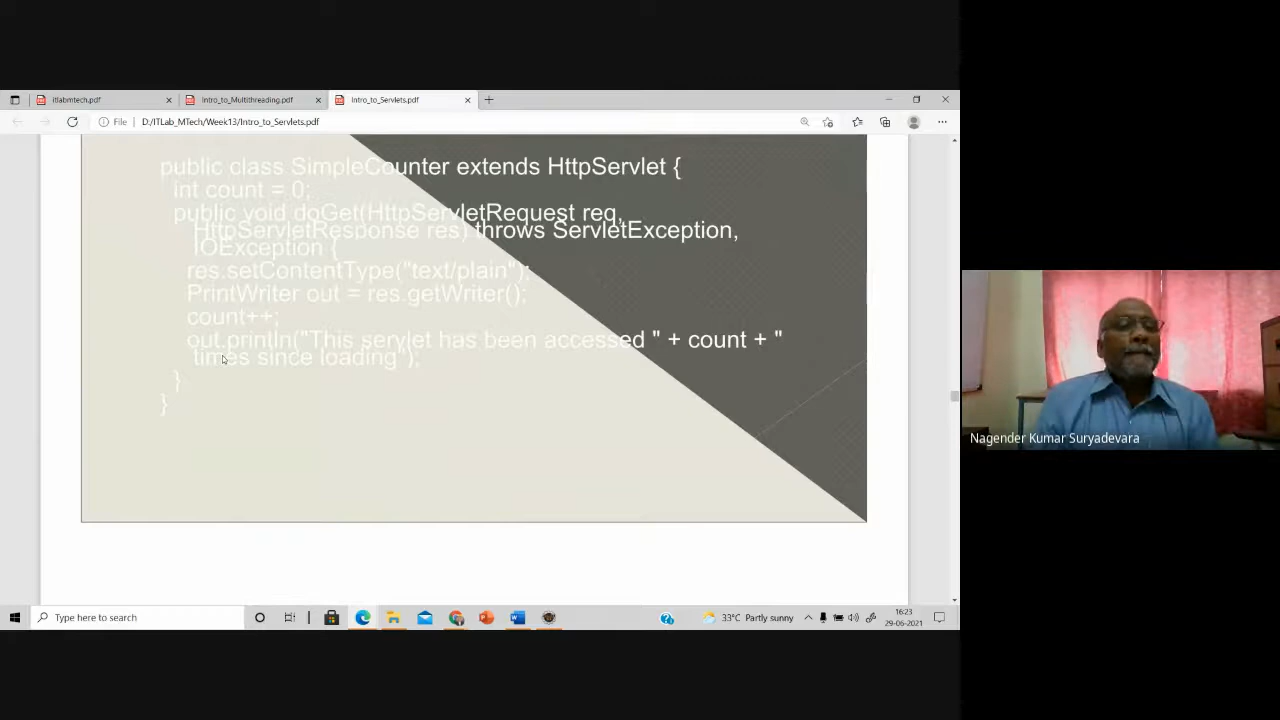 itlabmtech.pdf
Intro_to_Multithreading.pdf
Intro_to_Servlets.pdf
File
D:/ITLab_MTech/Week13/Intro_to_Servlets.pdf
public class SimpleCounter extends HttpServlet {
int count = 0;
public void doGet(HttpServletRequest req,
HttpServletResponse res) throws ServletException,
IOException {
res.setContentType("text/plain");
PrintWriter out = res.getWriter();
count++;
out.println("This servlet has been accessed " + count + "
times since loading");
}
}
Nagender Kumar Suryadevara
Type here to search
33°C Partly sunny
16:23
29-06-2021